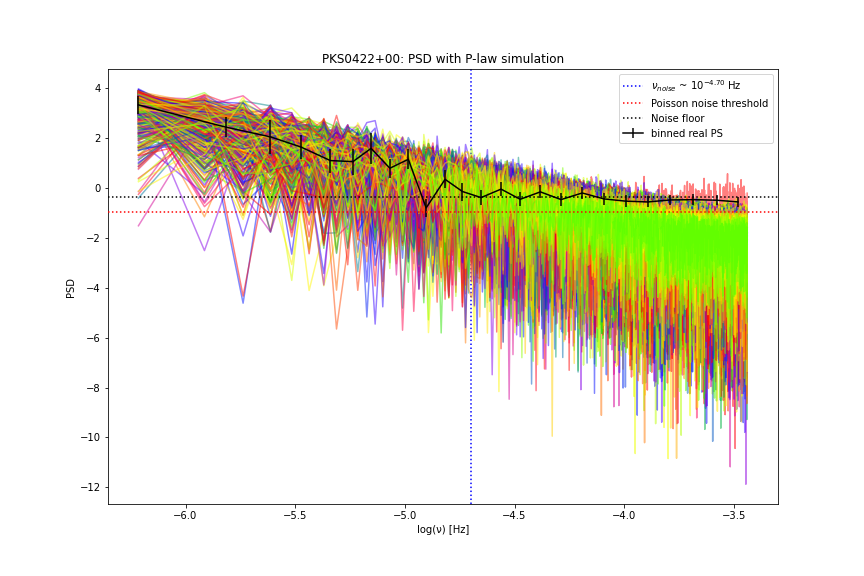 PKS0422+00: PSD with P-law simulation
ν_noise ~ 10^−4.70 Hz
Poisson noise threshold
Noise floor
binned real PS
PSD
4
2
0
−2
−4
−6
−8
−10
−12
−6.0 −5.5 −5.0 −4.5 −4.0 −3.5
log(ν) [Hz]